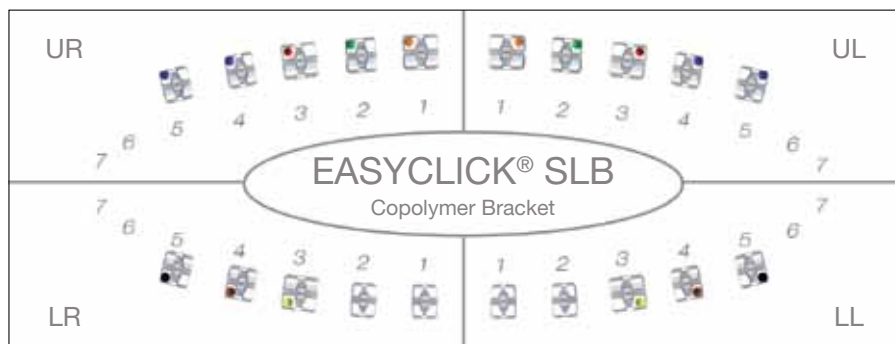 UR
UL
5 4 3 2 1
1 2 3 4 5
7 6
6 7
EASYCLICK® SLB
Copolymer Bracket
7 6
7 6
5 4 3 2 1
1 2 3 4 5
LR
LL